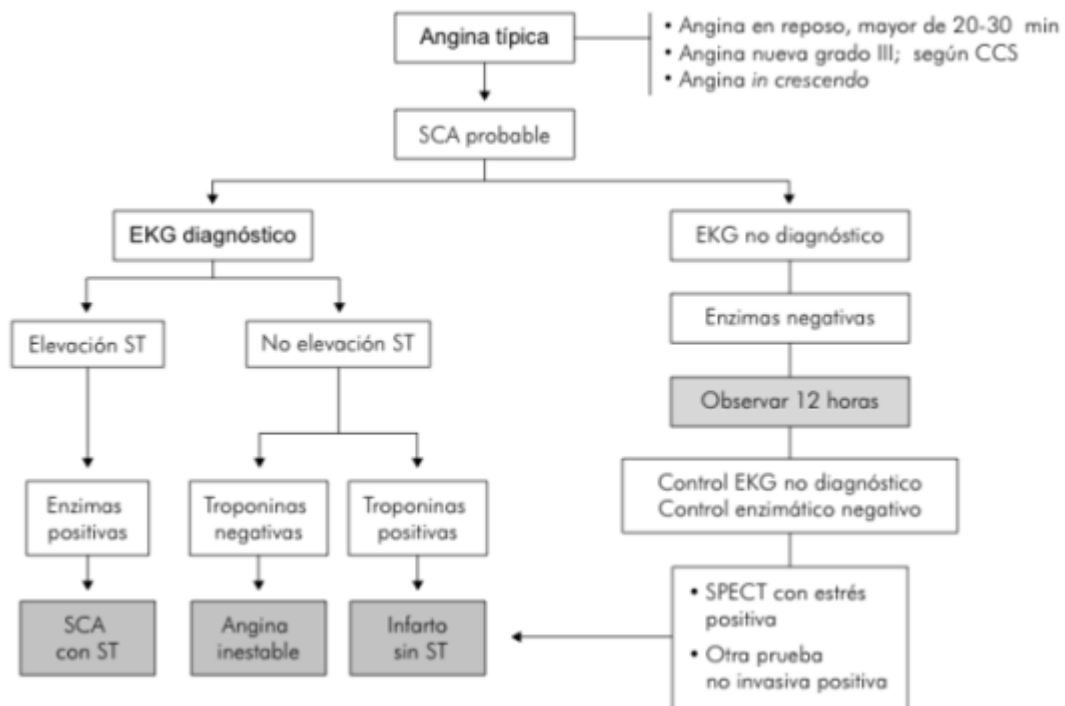 Angina típica
• Angina en reposo, mayor de 20-30 min
• Angina nueva grado III; según CCS
• Angina in crescendo
SCA probable
EKG diagnóstico
EKG no diagnóstico
Elevación ST
No elevación ST
Enzimas negativas
Observar 12 horas
Enzimas
positivas
Troponinas
negativas
Troponinas
positivas
Control EKG no diagnóstico
Control enzimático negativo
SCA
con ST
Angina
inestable
Infarto
sin ST
• SPECT con estrés
positiva
• Otra prueba
no invasiva positiva